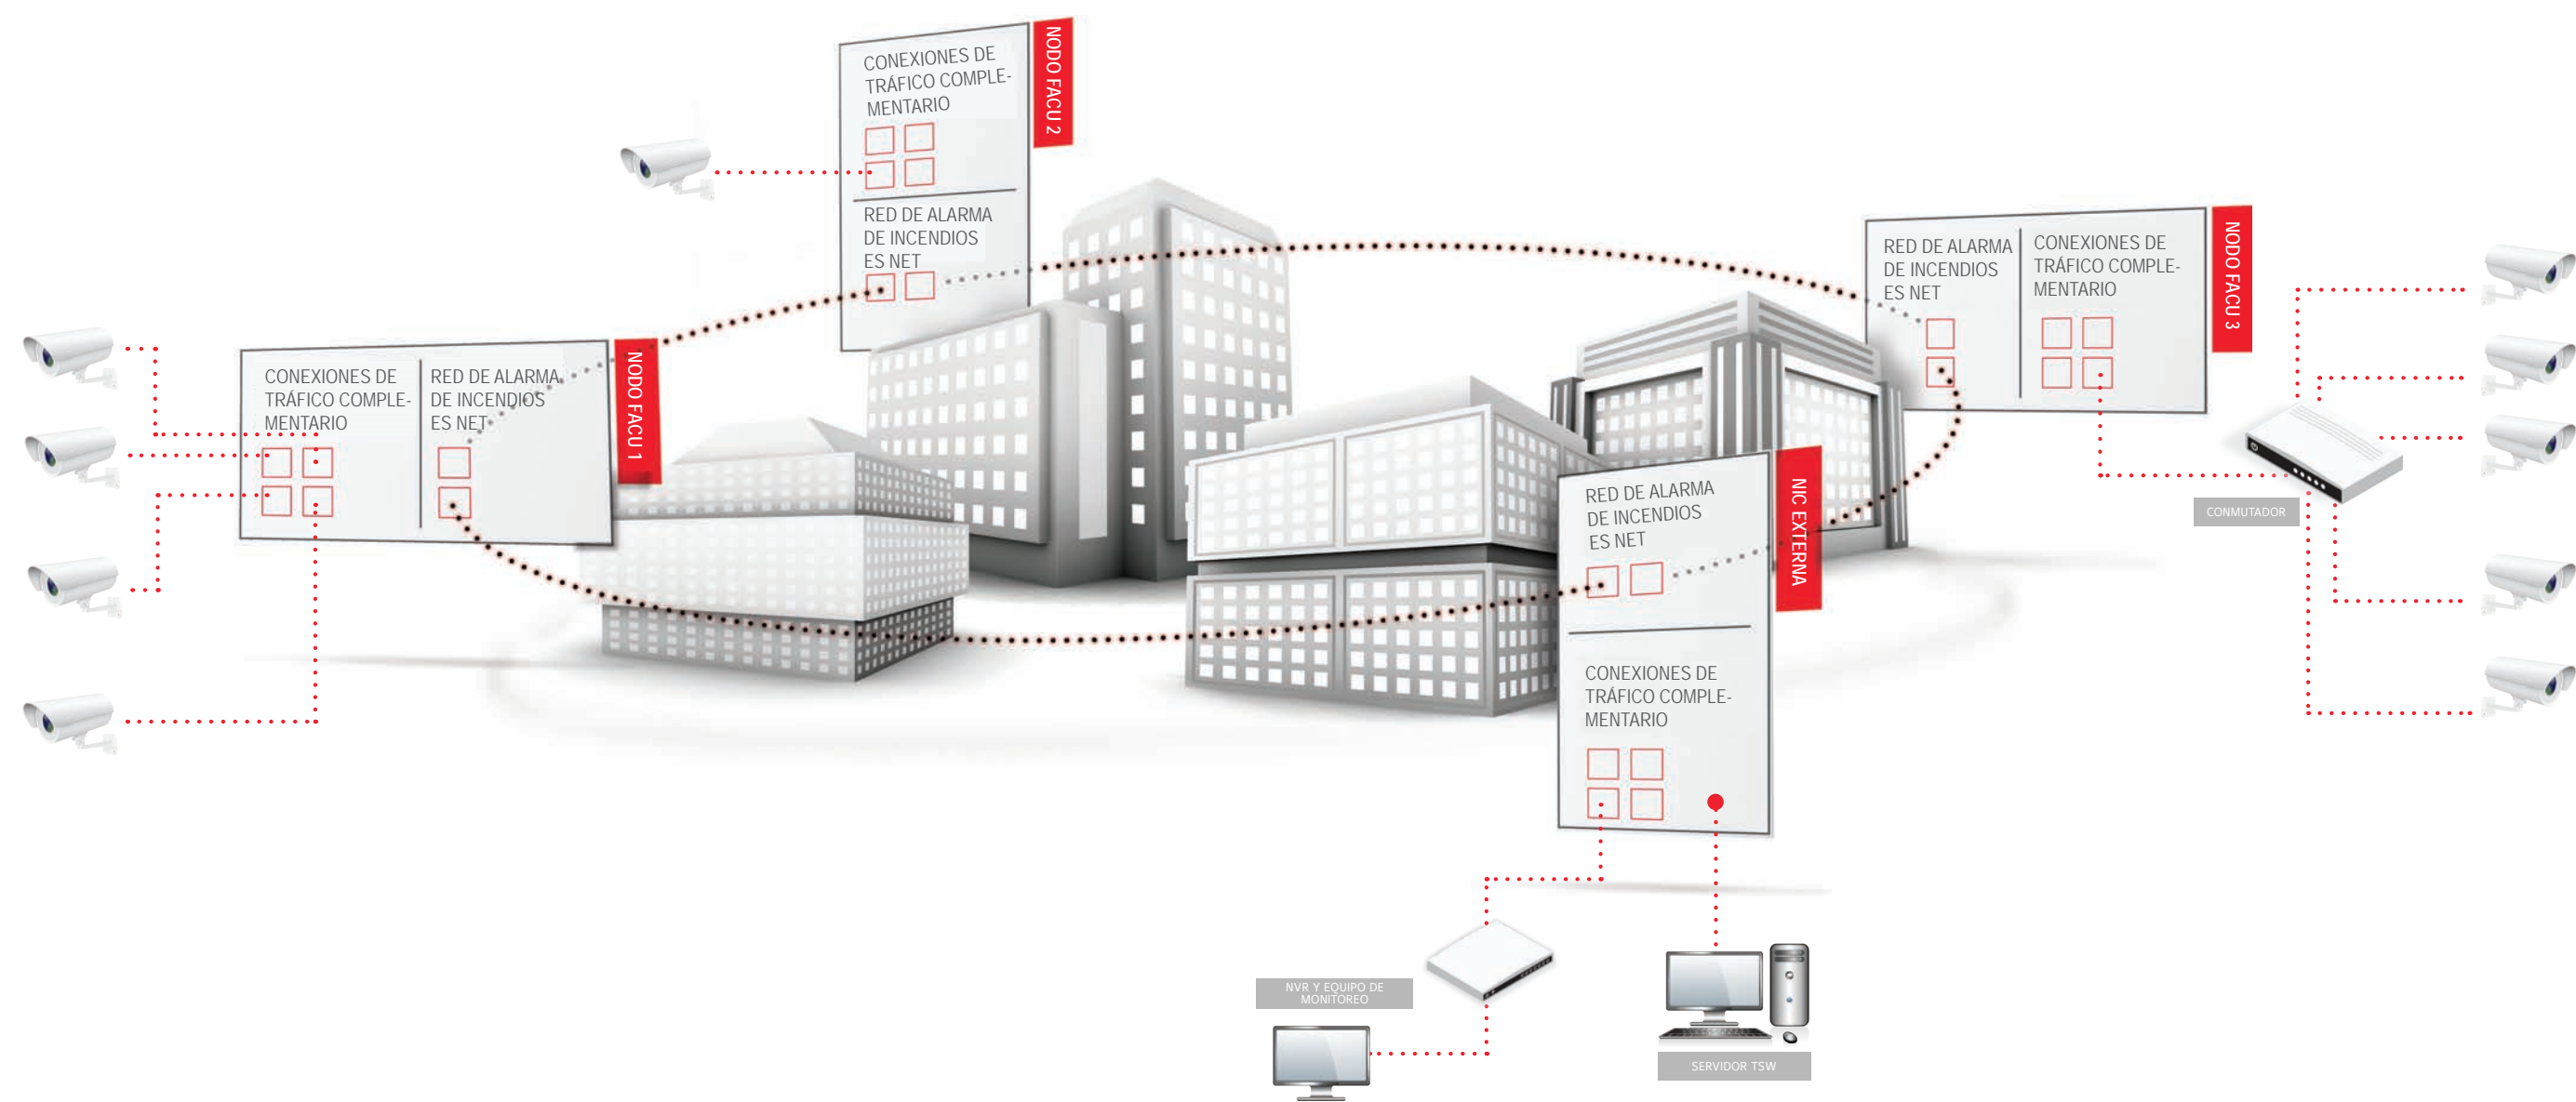 CONEXIONES DE
TRÁFICO COMPLE-
MENTARIO
RED DE ALARMA
DE INCENDIOS
ES NET
NODO FACU 2
CONEXIONES DE
TRÁFICO COMPLE-
MENTARIO
RED DE ALARMA
DE INCENDIOS
ES NET
NODO FACU 1
RED DE ALARMA
DE INCENDIOS
ES NET
CONEXIONES DE
TRÁFICO COMPLE-
MENTARIO
NODO FACU 3
CONMUTADOR
RED DE ALARMA
DE INCENDIOS
ES NET
CONEXIONES DE
TRÁFICO COMPLE-
MENTARIO
NIC EXTERNA
NVR Y EQUIPO DE
MONITOREO
SERVIDOR TSW